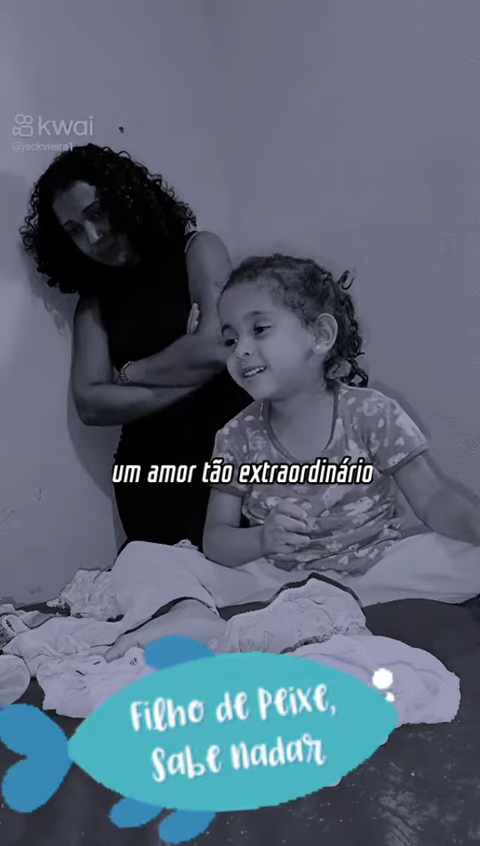 kwai
@jackvieira1
um amor tão extraordinário
Filho de Peixe,
Sabe Nadar